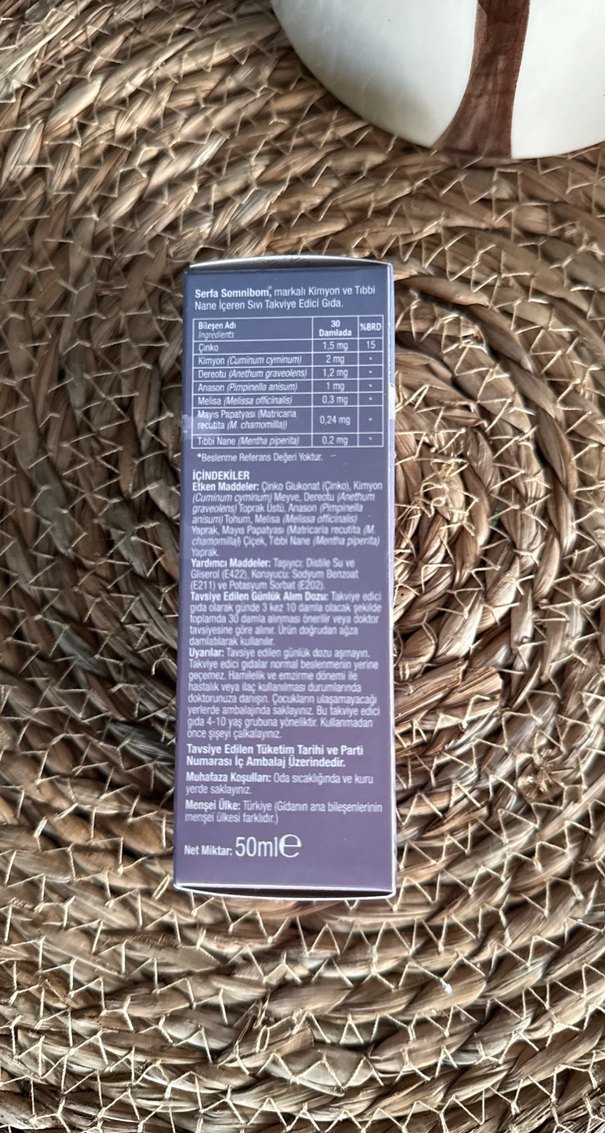 Serfa Somnibom® markalı Kimyon ve Tıbbi
Nane İçeren Sıvı Takviye Edici Gıda.
Bileşen Adı
Ingredients
30
Damlada
%BRD
Çinko 1,5 mg 15
Kimyon (Cuminum cyminum) 2 mg *
Dereotu (Anethum graveolens) 1,2 mg *
Anason (Pimpinella anisum) 1 mg *
Melisa (Melissa officinalis) 0,3 mg *
Mayıs Papatyası (Matricaria
recutita (M. chamomilla)) 0,24 mg *
Tıbbi Nane (Mentha piperita) 0,2 mg *
*Beslenme Referans Değeri Yoktur.
İÇİNDEKİLER
Etken Maddeler: Çinko Glukonat (Çinko), Kimyon
(Cuminum cyminum) Meyve, Dereotu (Anethum
graveolens) Toprak Üstü, Anason (Pimpinella
anisum) Tohum, Melisa (Melissa officinalis)
Yaprak, Mayıs Papatyası (Matricaria recutita (M.
chamomilla) Çiçek, Tıbbi Nane (Mentha piperita)
Yaprak.
Yardımcı Maddeler: Taşıyıcı: Distile Su ve
Gliserol (E422), Koruyucu: Sodyum Benzoat
(E211) ve Potasyum Sorbat (E202).
Tavsiye Edilen Günlük Alım Dozu: Takviye edici
gıda olarak günde 3 kez 10 damla olacak şekilde
toplamda 30 damla alınması önerilir veya doktor
tavsiyesine göre alınır. Ürün doğrudan ağza
damlatılarak kullanılır.
Uyarılar: Tavsiye edilen günlük dozu aşmayın.
Takviye edici gıdalar normal beslenmenin yerine
geçemez. Hamilelik ve emzirme dönemi ile
hastalık veya ilaç kullanılması durumlarında
doktorunuza danışın. Çocukların ulaşamayacağı
yerlerde ambalajında saklayınız. Bu takviye edici
gıda 4-10 yaş grubuna yöneliktir. Kullanmadan
önce şişeyi çalkalayınız.
Tavsiye Edilen Tüketim Tarihi ve Parti
Numarası İç Ambalaj Üzerindedir.
Muhafaza Koşulları: Oda sıcaklığında ve kuru
yerde saklayınız.
Menşei Ülke: Türkiye (Gıdanın ana bileşenlerinin
menşei ülkesi farklıdır.)
Net Miktar: 50ml℮